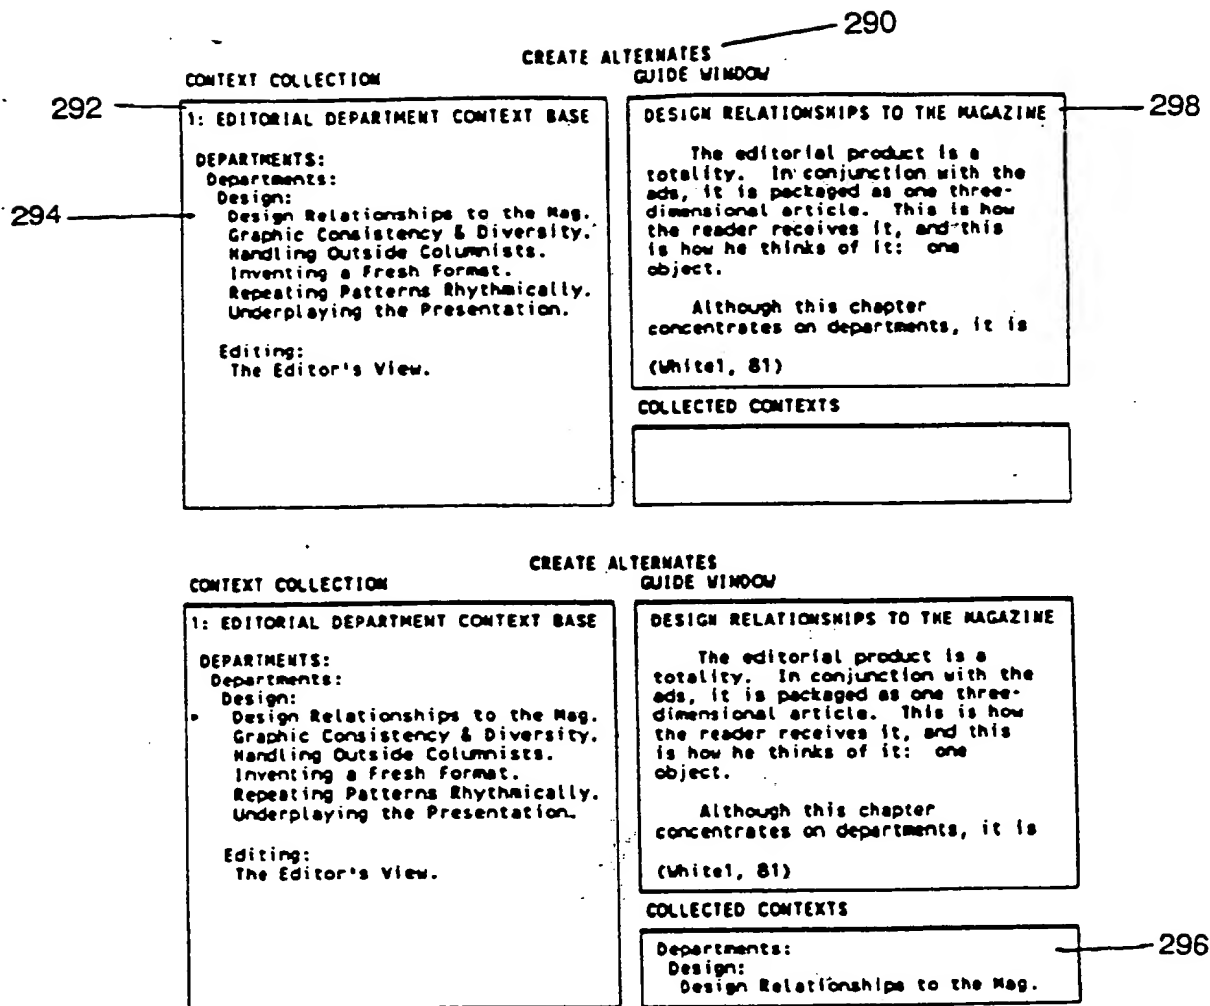 290
CREATE ALTERNATES
CONTEXT COLLECTION
GUIDE WINDOW
292
1: EDITORIAL DEPARTMENT CONTEXT BASE
DEPARTMENTS:
Departments:
Design:
294
Design Relationships to the Mag.
Graphic Consistency & Diversity.
Handling Outside Columnists.
Inventing a Fresh Format.
Repeating Patterns Rhythmically.
Underplaying the Presentation.
Editing:
The Editor's View.
298
DESIGN RELATIONSHIPS TO THE MAGAZINE
The editorial product is a
totality. In conjunction with the
ads, it is packaged as one three-
dimensional article. This is how
the reader receives it, and this
is how he thinks of it: one
object.
Although this chapter
concentrates on departments, it is
(White1, 81)
COLLECTED CONTEXTS
CREATE ALTERNATES
CONTEXT COLLECTION
GUIDE WINDOW
1: EDITORIAL DEPARTMENT CONTEXT BASE
DEPARTMENTS:
Departments:
Design:
Design Relationships to the Mag.
Graphic Consistency & Diversity.
Handling Outside Columnists.
Inventing a Fresh Format.
Repeating Patterns Rhythmically.
Underplaying the Presentation.
Editing:
The Editor's View.
DESIGN RELATIONSHIPS TO THE MAGAZINE
The editorial product is a
totality. In conjunction with the
ads, it is packaged as one three-
dimensional article. This is how
the reader receives it, and this
is how he thinks of it: one
object.
Although this chapter
concentrates on departments, it is
(White1, 81)
COLLECTED CONTEXTS
296
Departments:
Design:
Design Relationships to the Mag.